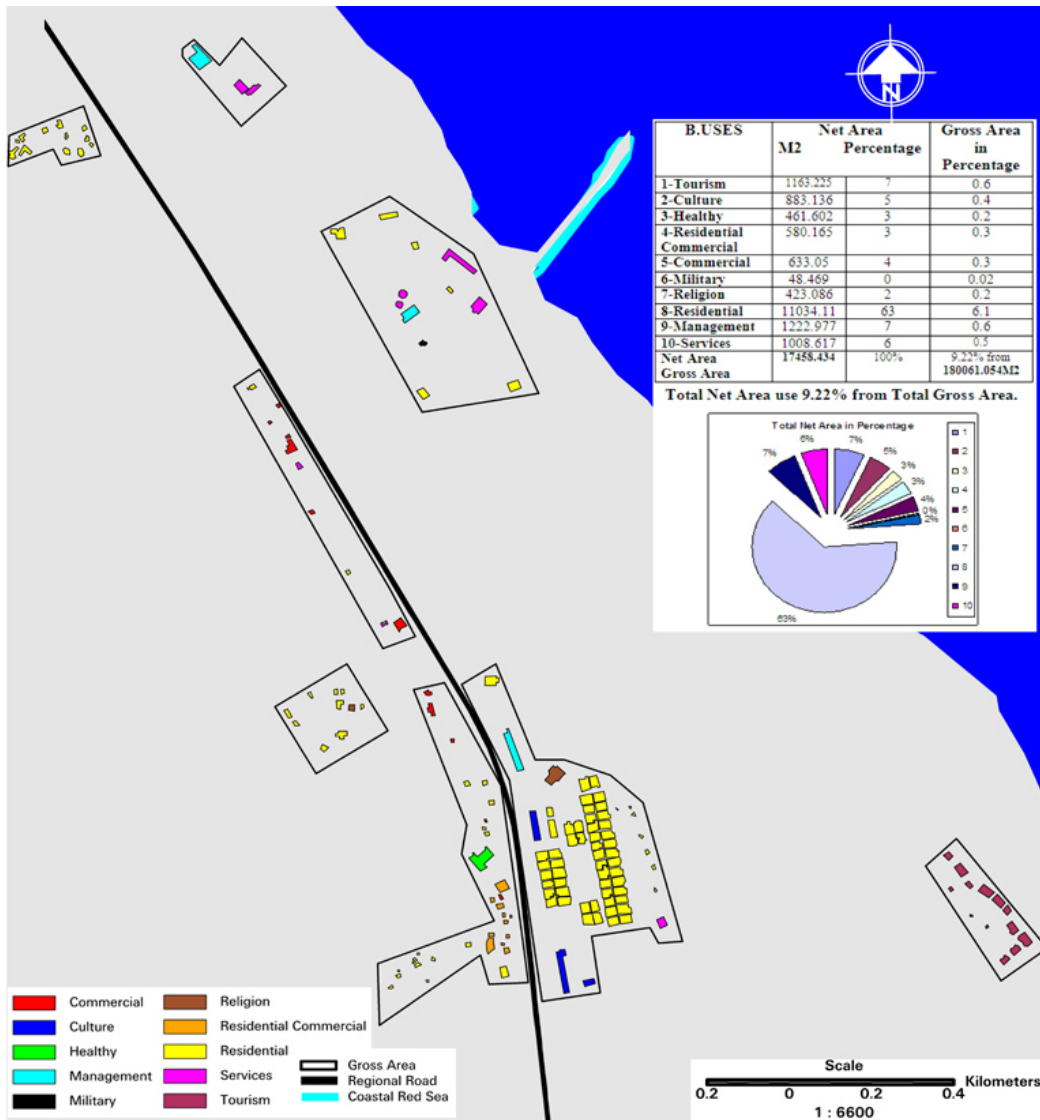 N
B.USES Net Area Gross Area
M2 Percentage in
Percentage
1-Tourism 1163.225 7 0.6
2-Culture 883.136 5 0.4
3-Healthy 461.602 3 0.2
4-Residential 580.165 3 0.3
Commercial
5-Commercial 633.05 4 0.3
6-Military 48.469 0 0.02
7-Religion 423.086 2 0.2
8-Residential 11034.11 63 6.1
9-Management 1222.977 7 0.6
10-Services 1008.617 6 0.5
Net Area 17458.434 100% 9.22% from
Gross Area 180061.054M2
Total Net Area use 9.22% from Total Gross Area.
Total Net Area in Percentage
7% 6% 7% 5% 3% 3% 4% 0% 2% 63%
1
2
3
4
5
6
7
8
9
10
Commercial
Culture
Healthy
Management
Military
Religion
Residential Commercial
Residential
Services
Tourism
Gross Area
Regional Road
Coastal Red Sea
Scale
Kilometers
0.2 0 0.2 0.4
1 : 6600